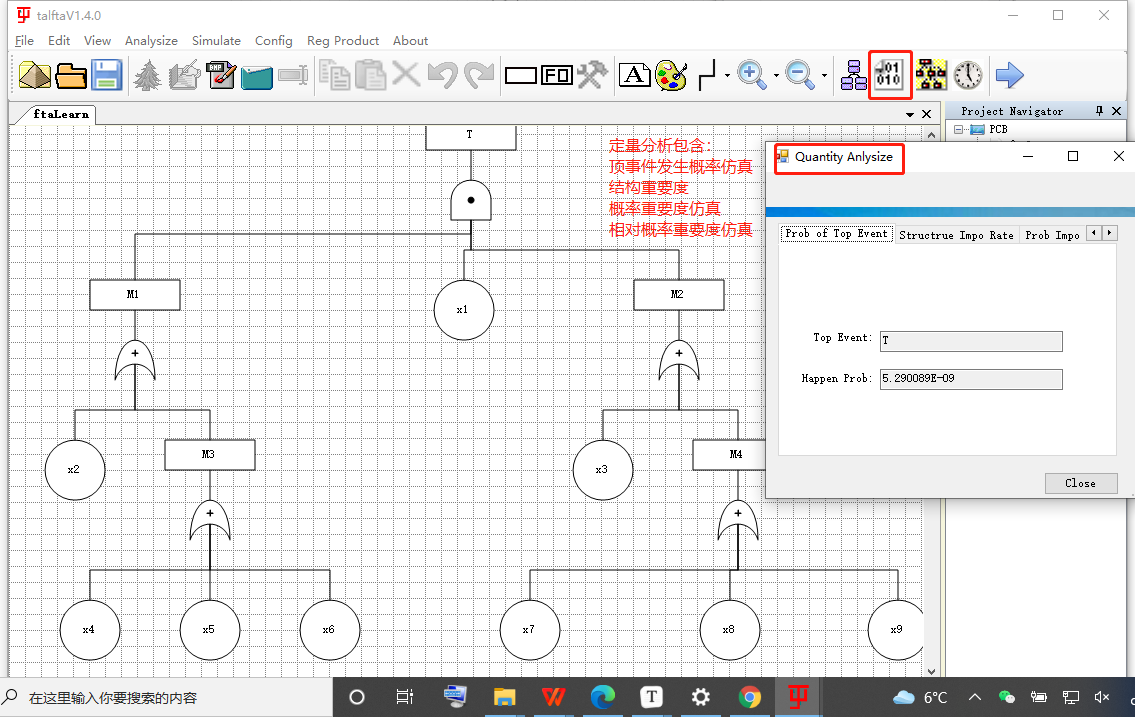 talftaV1.4.0
File Edit View Analysize Simulate Config Reg Product About
BMP
A
01
010
ftaLearn
Project Navigator
PCB
T
定量分析包含：
顶事件发生概率仿真
结构重要度
概率重要度仿真
相对概率重要度仿真
Quantity Anlysize
Prob of Top Event Structrue Impo Rate Prob Impo
Top Event: T
Happen Prob: 5.290089E-09
Close
M1
x1
M2
+
+
x2
M3
x3
M4
+
+
x4
x5
x6
x7
x8
x9
在这里输入你要搜索的内容
T
6°C